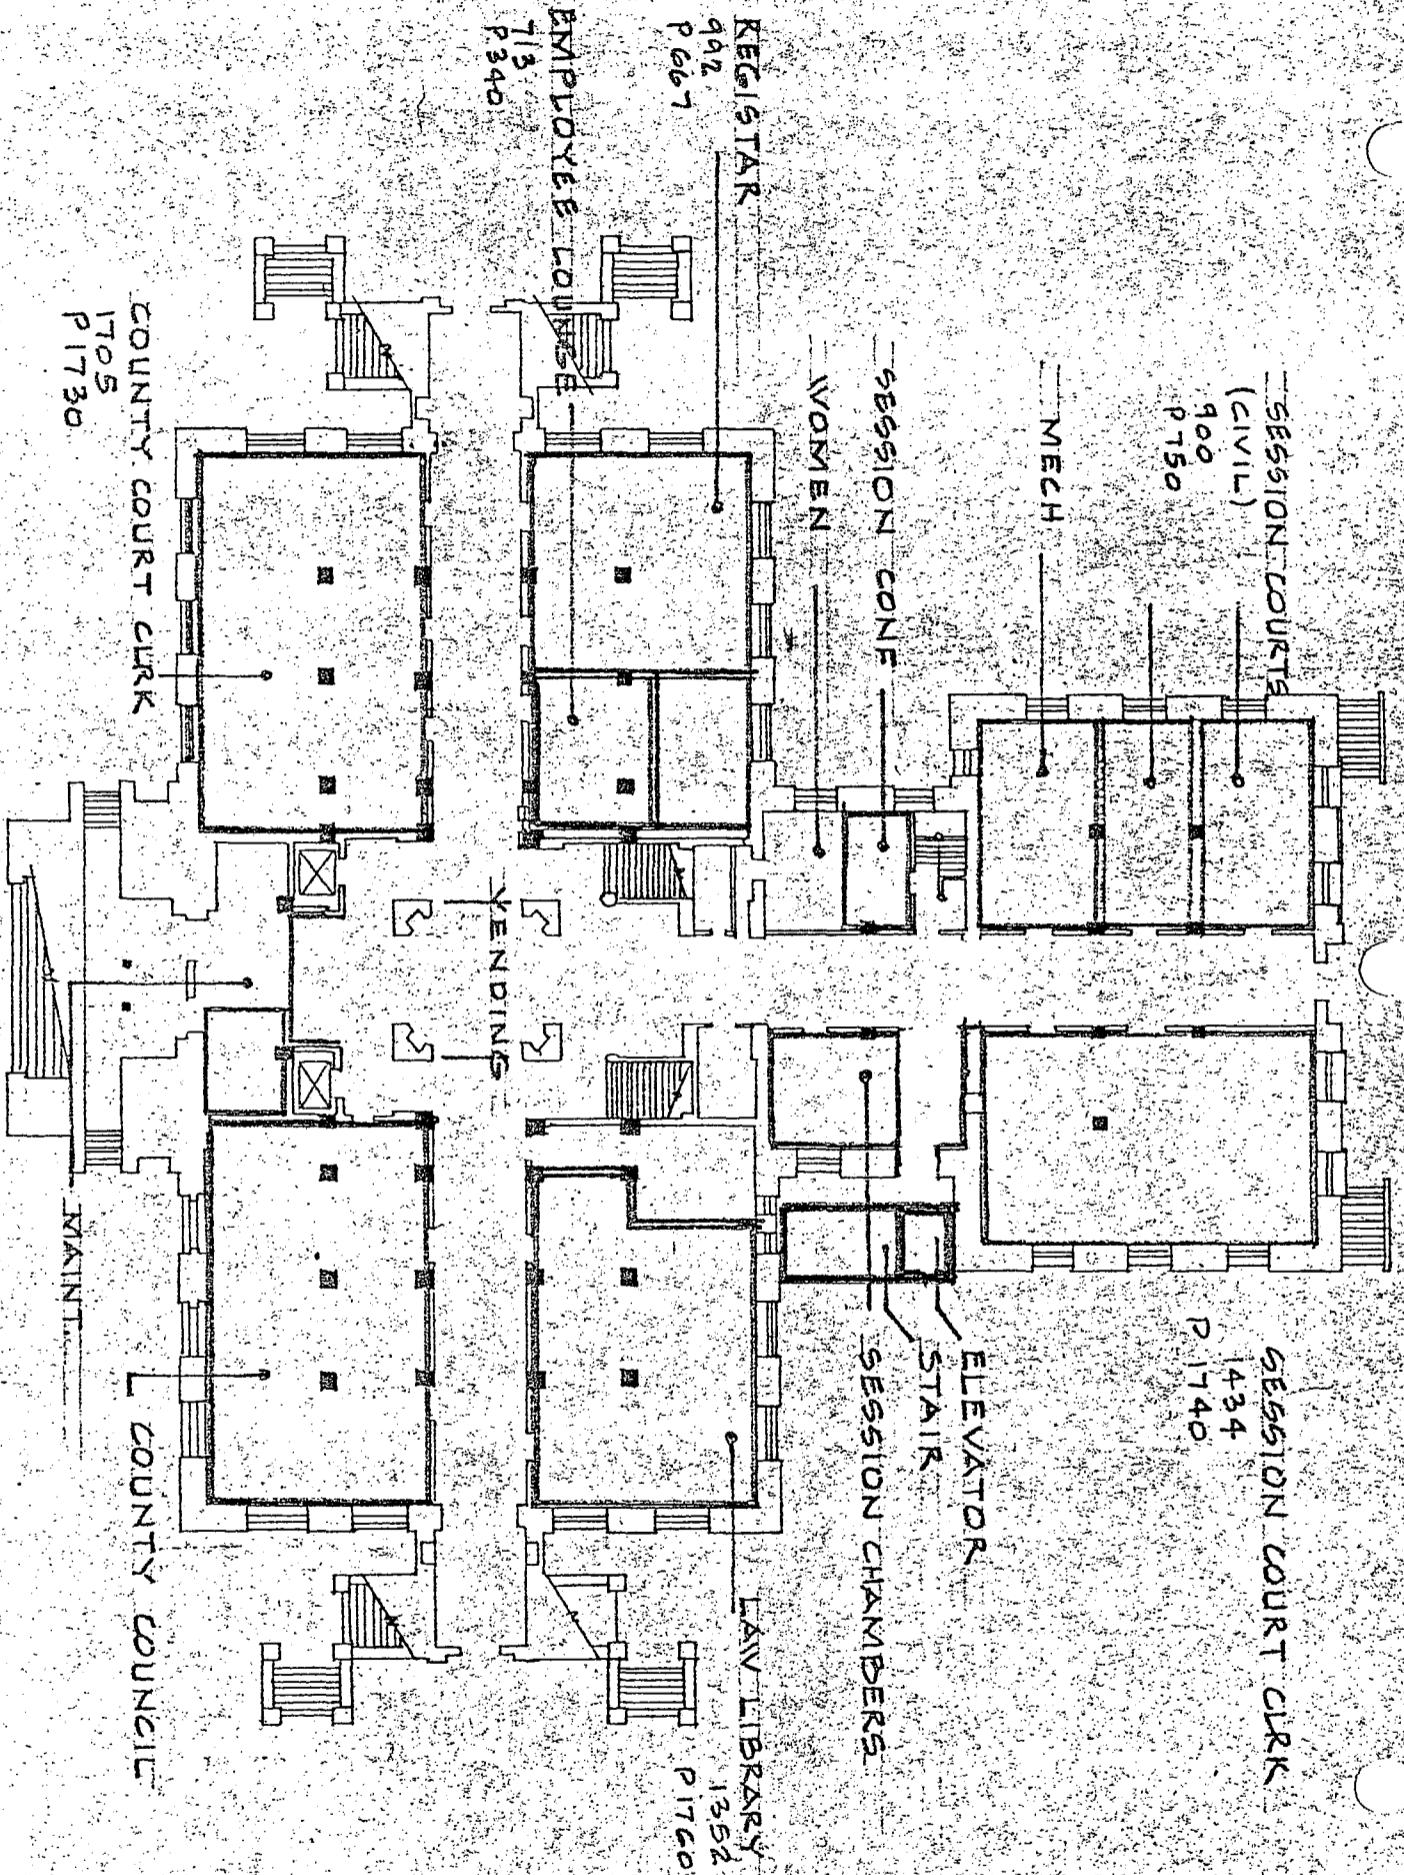 REGISTAR
992
P 667
EMPLOYEE LOUNGE
713
P 340
SESSION COURTS
(CIVIL)
900
P 750
MECH
SESSION CONF
WOMEN
COUNTY COURT CLRK
1705
P 1730
VENDING
MAINT.
SESSION COURT CLRK
1434
P 1740
ELEVATOR
STAIR
SESSION CHAMBERS
LAW LIBRARY
1352
P 1760
COUNTY COUNCIL